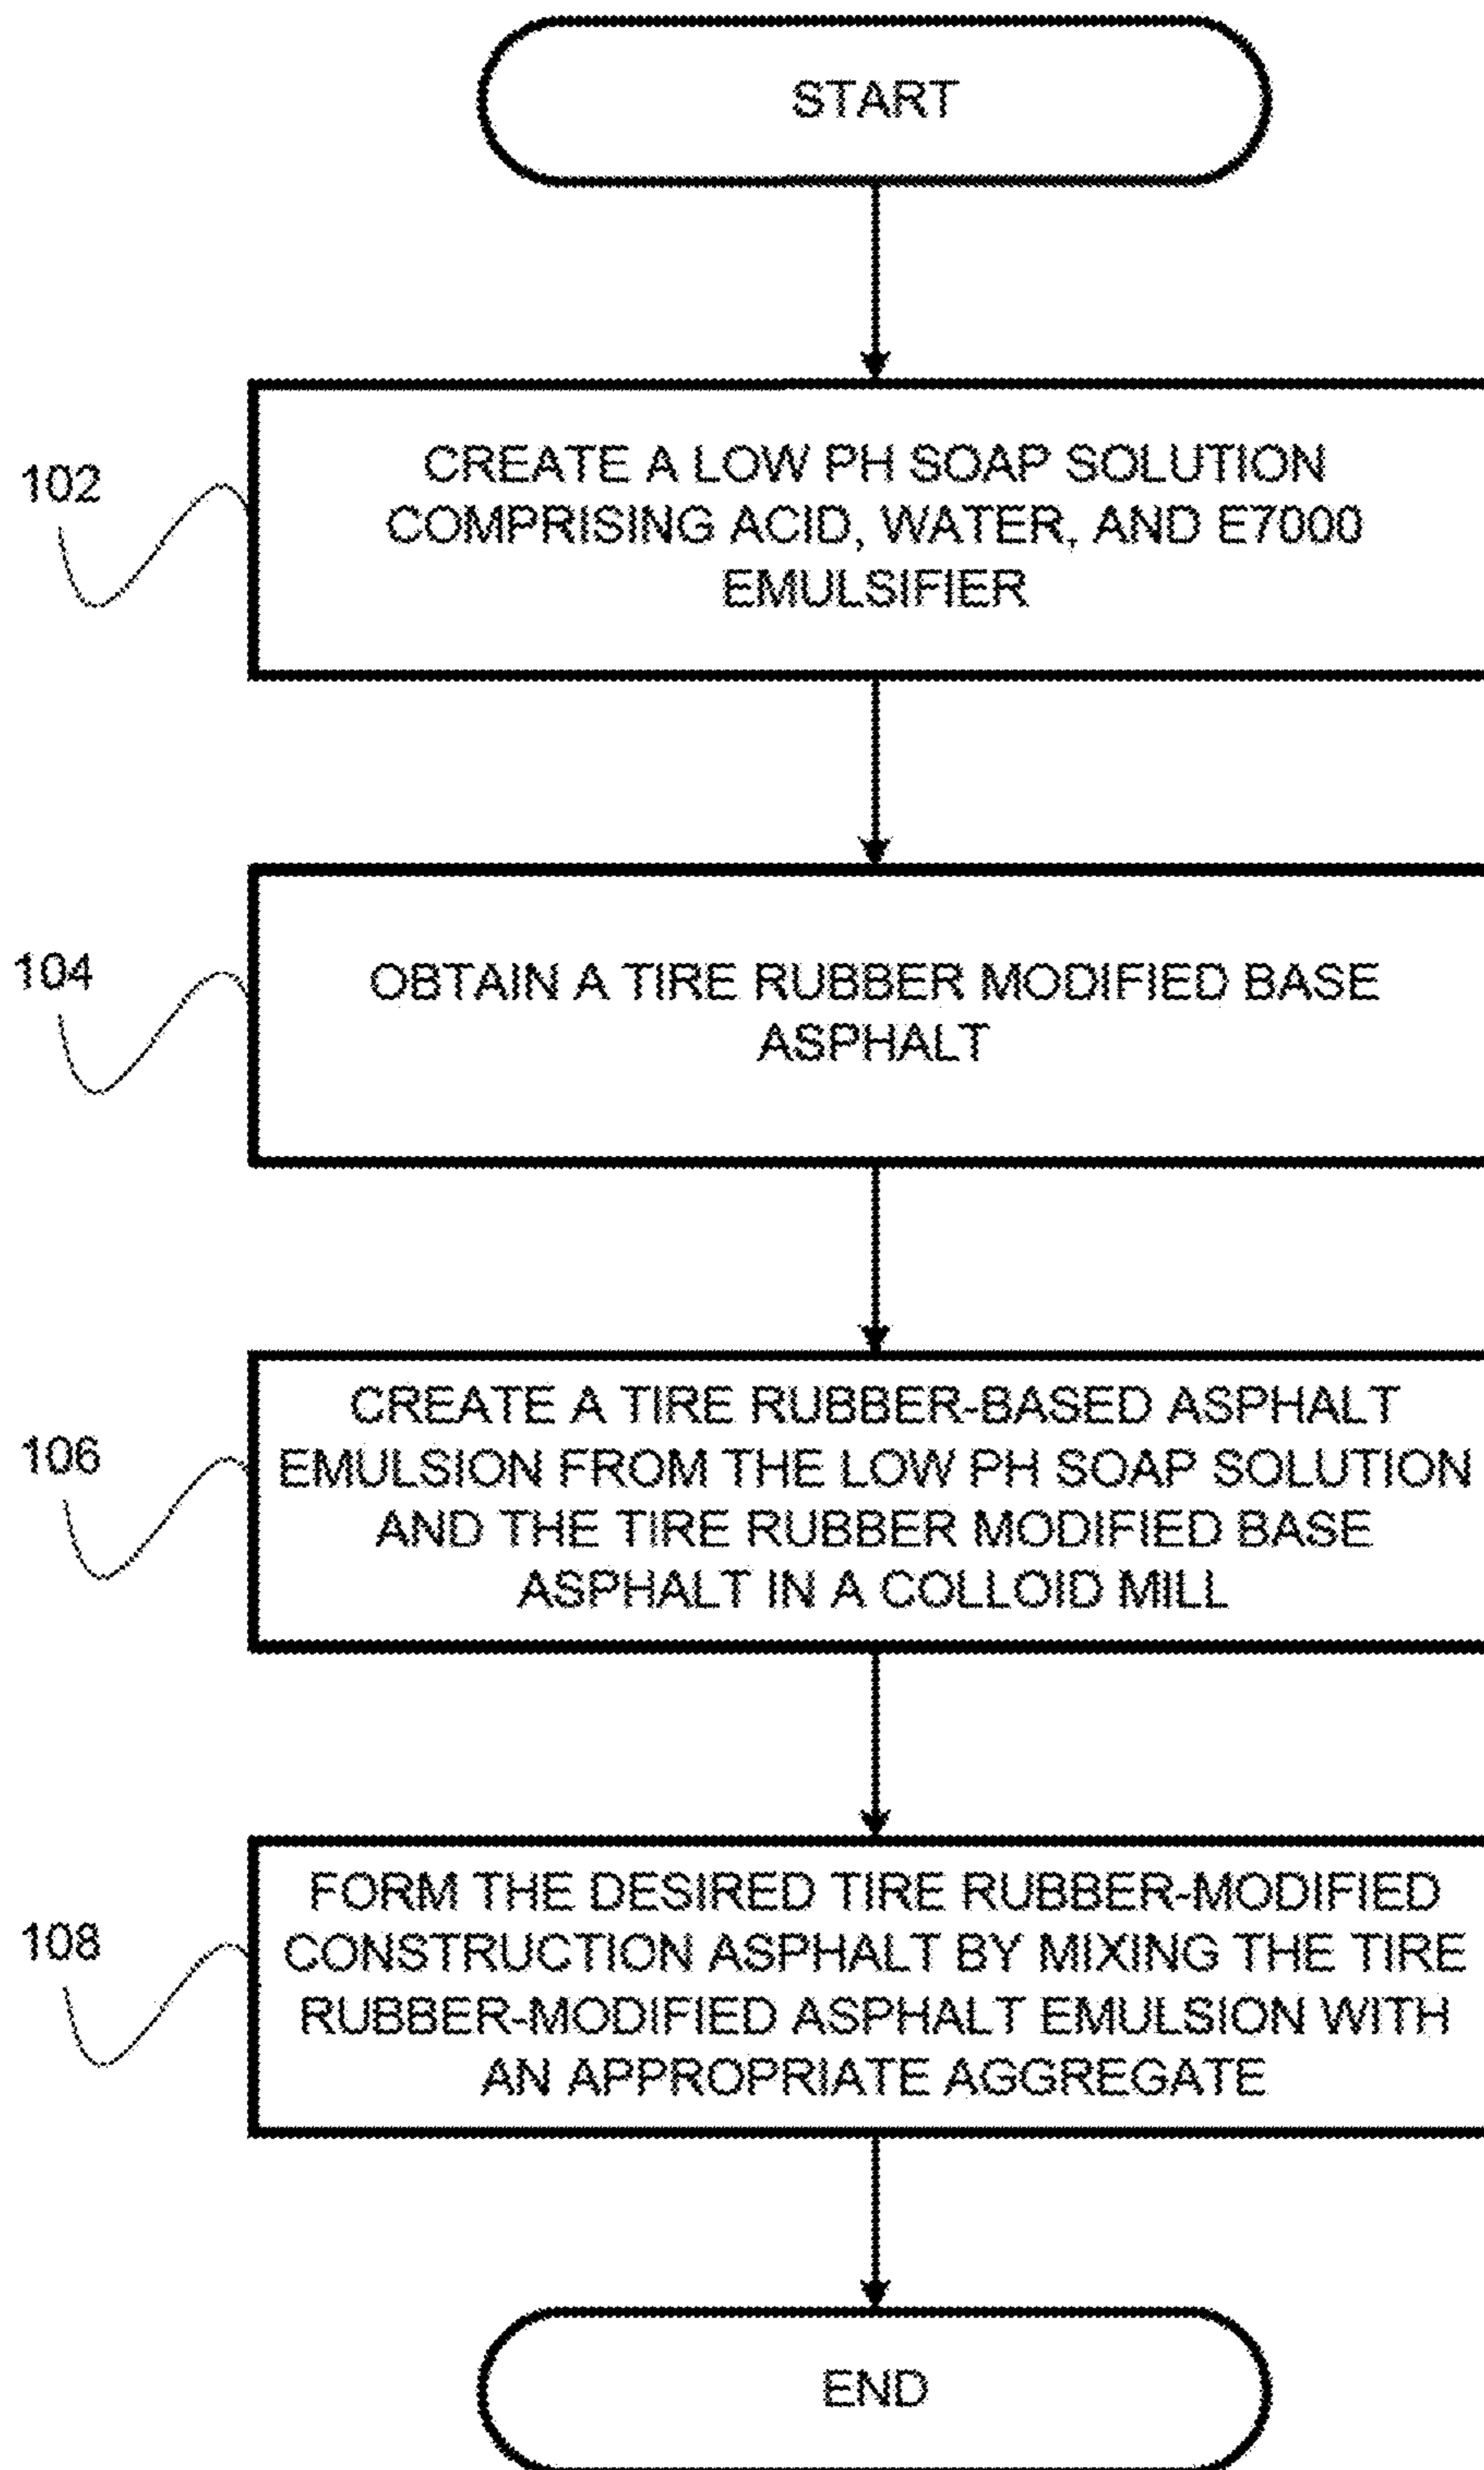 START
102
CREATE A LOW PH SOAP SOLUTION
COMPRISING ACID, WATER, AND E7000
EMULSIFIER
104
OBTAIN A TIRE RUBBER MODIFIED BASE
ASPHALT
106
CREATE A TIRE RUBBER-BASED ASPHALT
EMULSION FROM THE LOW PH SOAP SOLUTION
AND THE TIRE RUBBER MODIFIED BASE
ASPHALT IN A COLLOID MILL
108
FORM THE DESIRED TIRE RUBBER-MODIFIED
CONSTRUCTION ASPHALT BY MIXING THE TIRE
RUBBER-MODIFIED ASPHALT EMULSION WITH
AN APPROPRIATE AGGREGATE
END